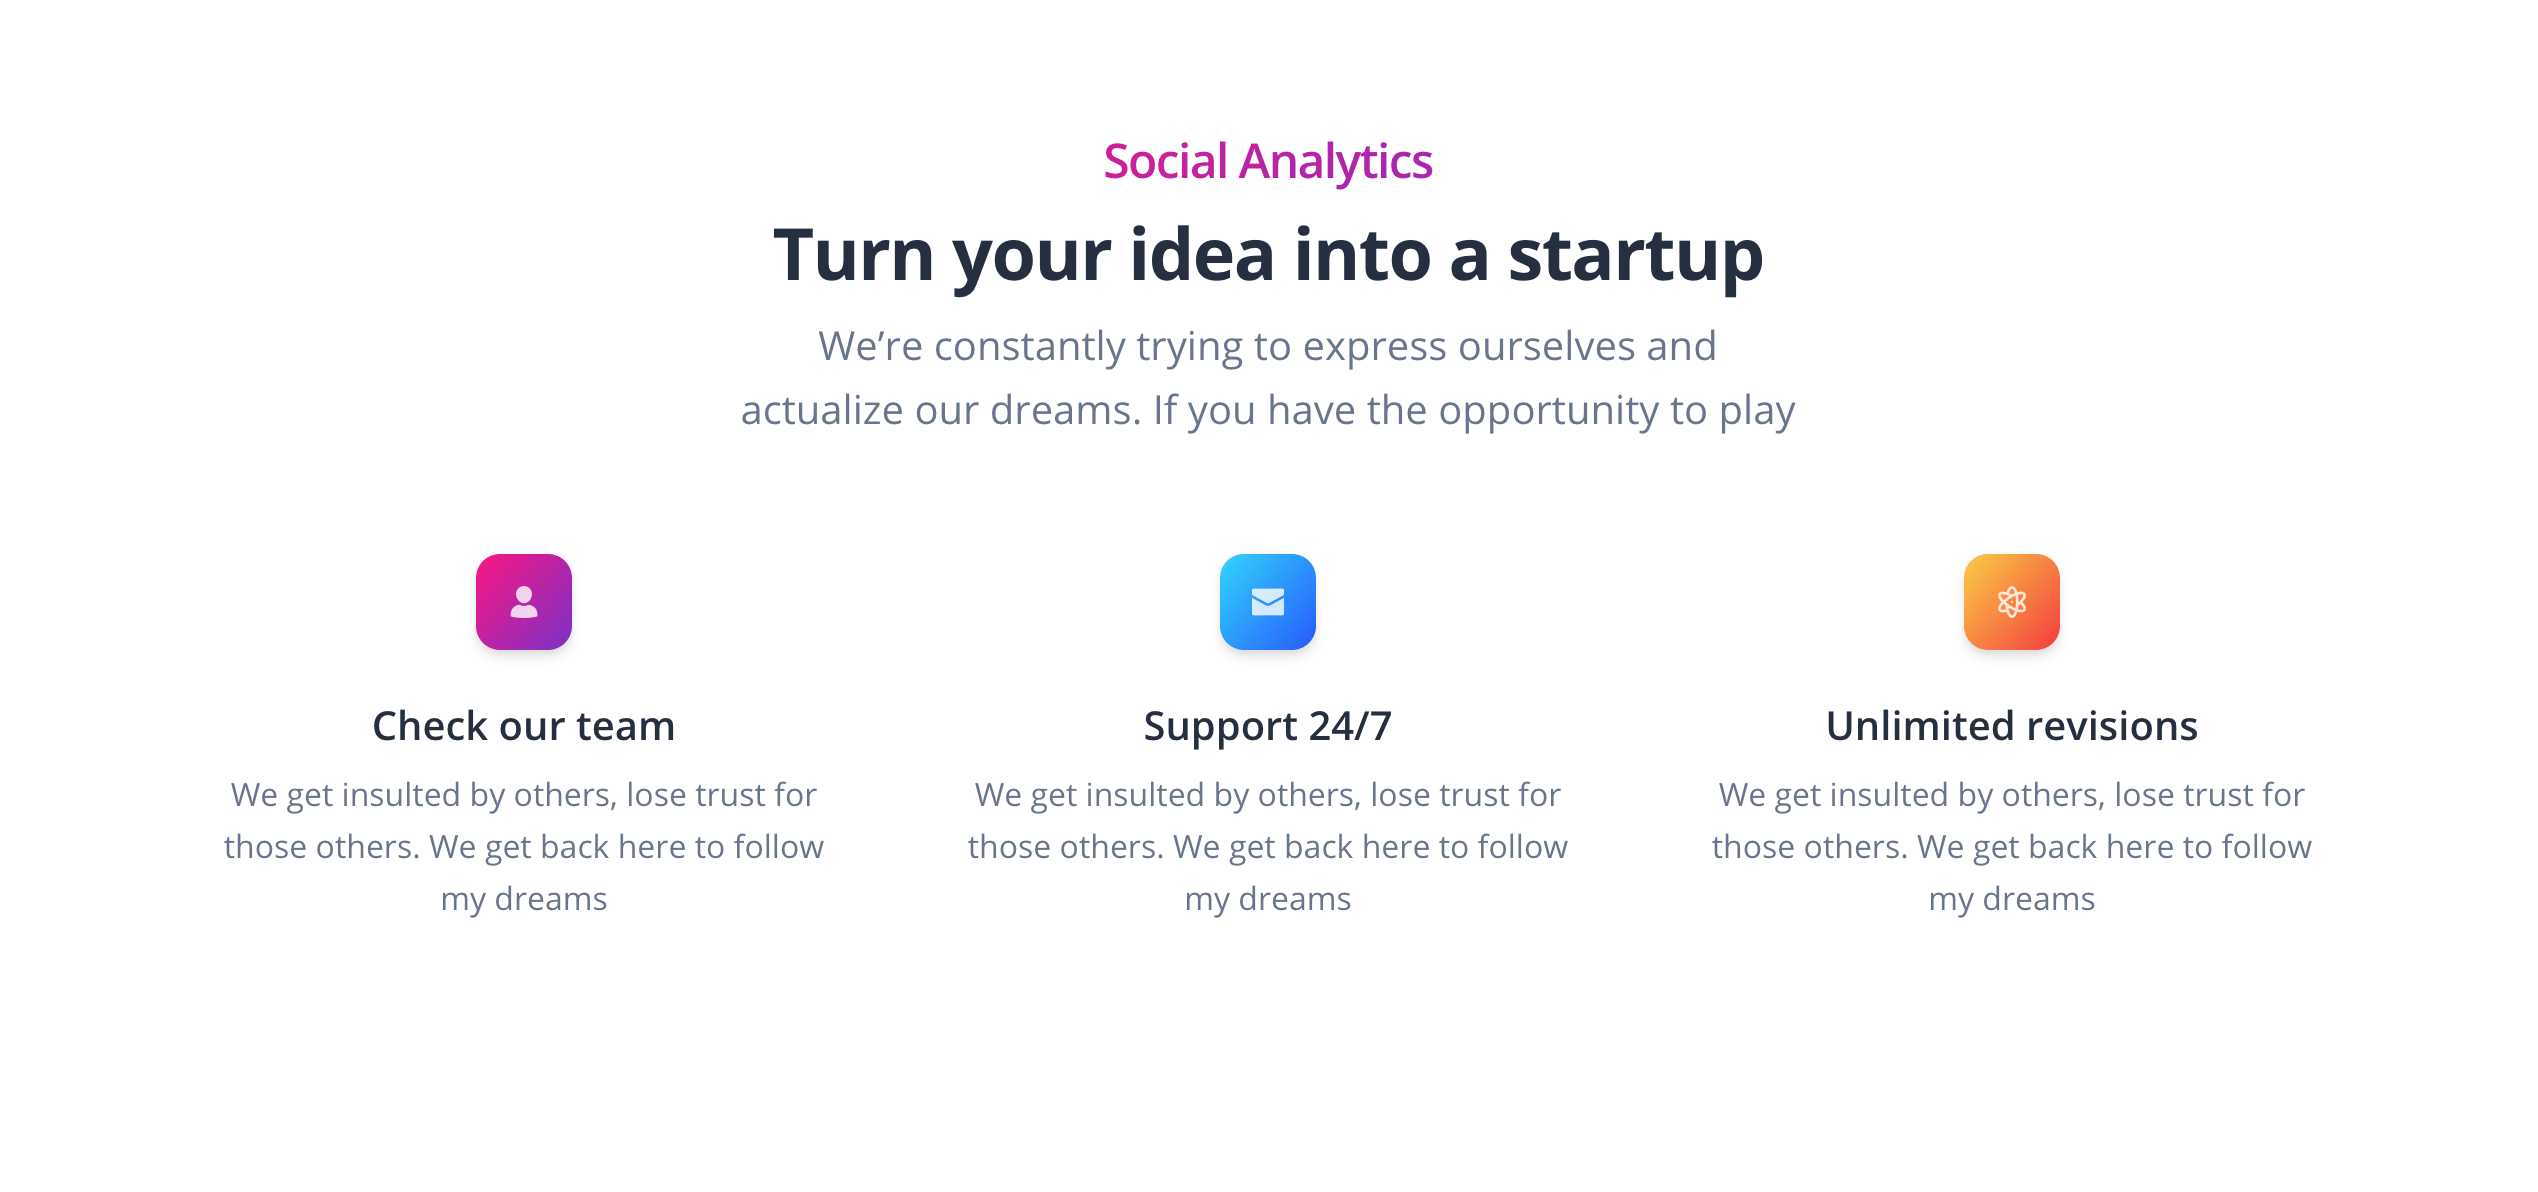 Social Analytics
Turn your idea into a startup
We’re constantly trying to express ourselves and
actualize our dreams. If you have the opportunity to play
Check our team
We get insulted by others, lose trust for
those others. We get back here to follow
my dreams
Support 24/7
We get insulted by others, lose trust for
those others. We get back here to follow
my dreams
Unlimited revisions
We get insulted by others, lose trust for
those others. We get back here to follow
my dreams